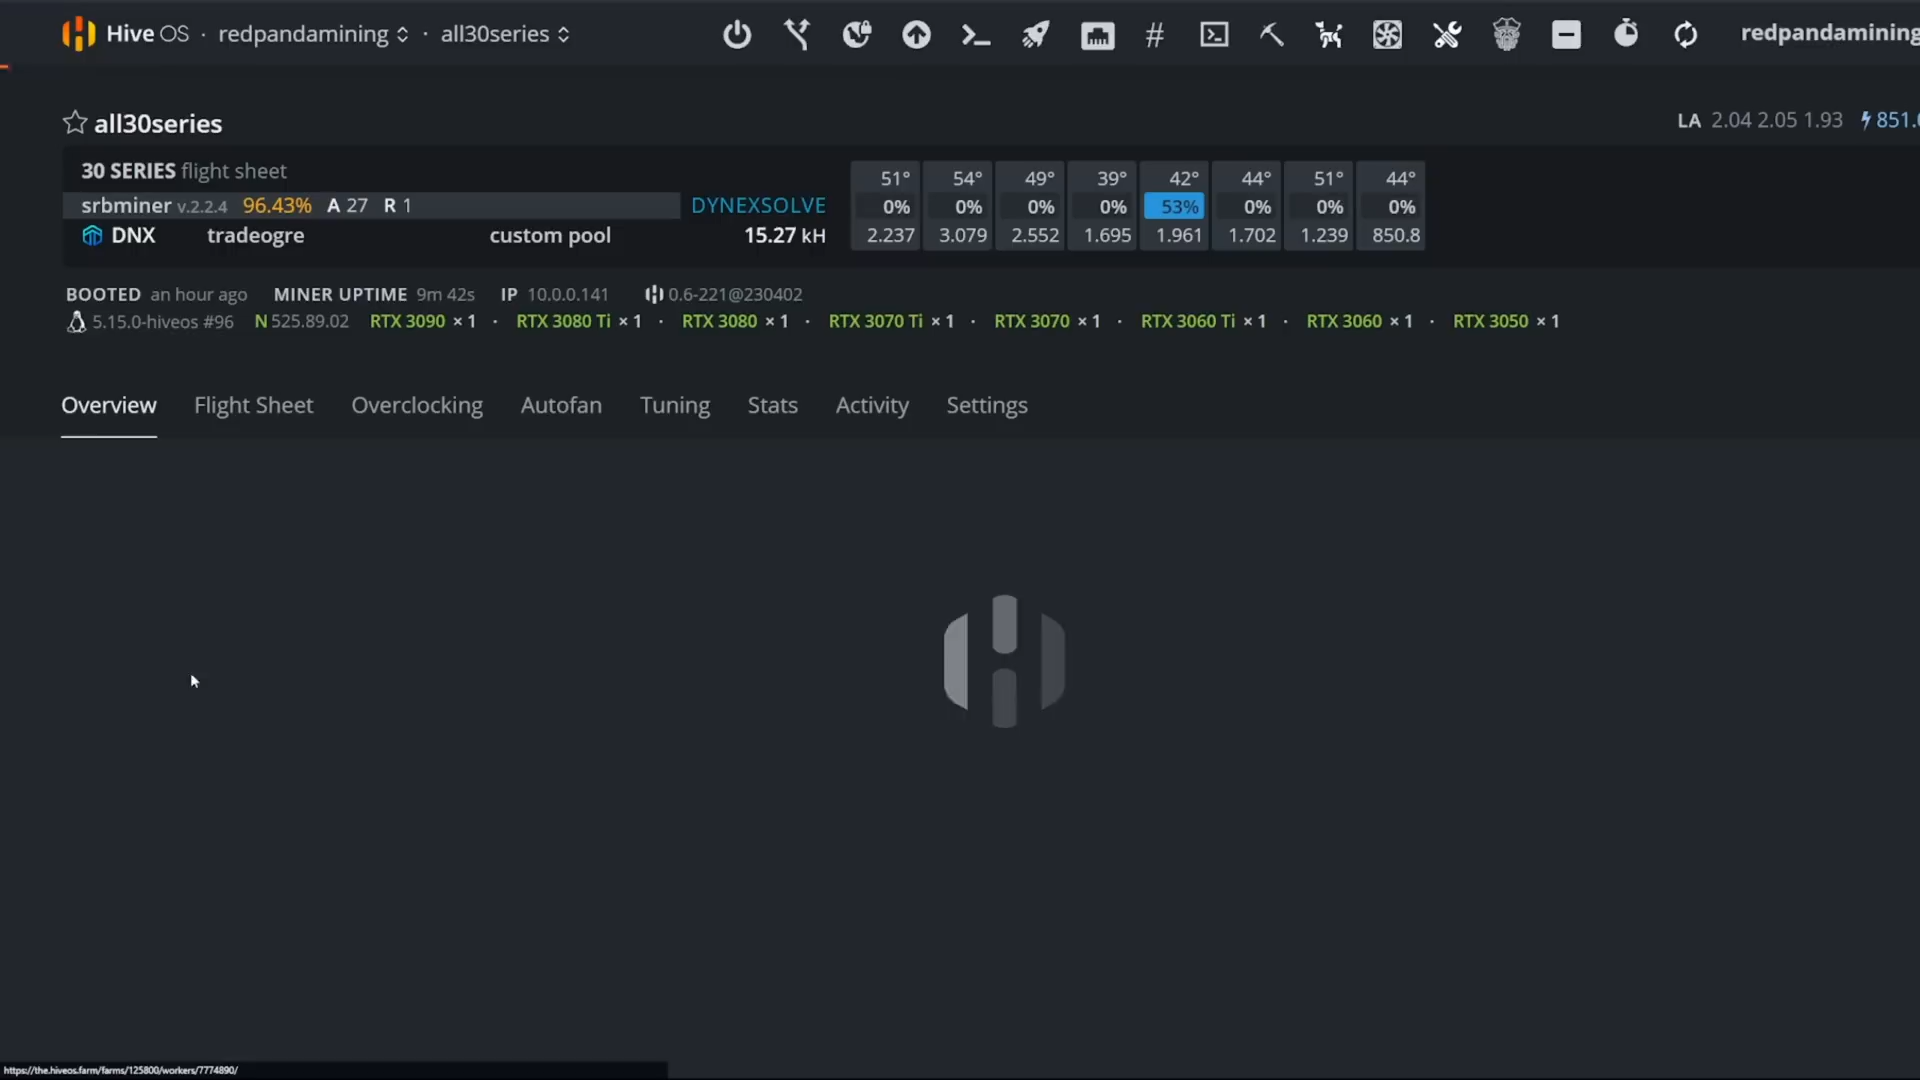 Hive OS · redpandamining · all30series # redpandamining
all30series LA 2.04 2.05 1.93 851.
30 SERIES flight sheet 51° 54° 49° 39° 42° 44° 51° 44°
srbminer v.2.2.4 96.43% A 27 R 1 DYNEXSOLVE 0% 0% 0% 0% 53% 0% 0% 0%
DNX tradeogre custom pool 15.27 kH 2.237 3.079 2.552 1.695 1.961 1.702 1.239 850.8
BOOTED an hour ago MINER UPTIME 9m 42s IP 10.0.0.141 0.6-221@230402
5.15.0-hiveos #96 N 525.89.02 RTX 3090 × 1 · RTX 3080 Ti × 1 · RTX 3080 × 1 · RTX 3070 Ti × 1 · RTX 3070 × 1 · RTX 3060 Ti × 1 · RTX 3060 × 1 · RTX 3050 × 1
Overview Flight Sheet Overclocking Autofan Tuning Stats Activity Settings
https://the.hiveos.farm/farms/125800/workers/7774890/